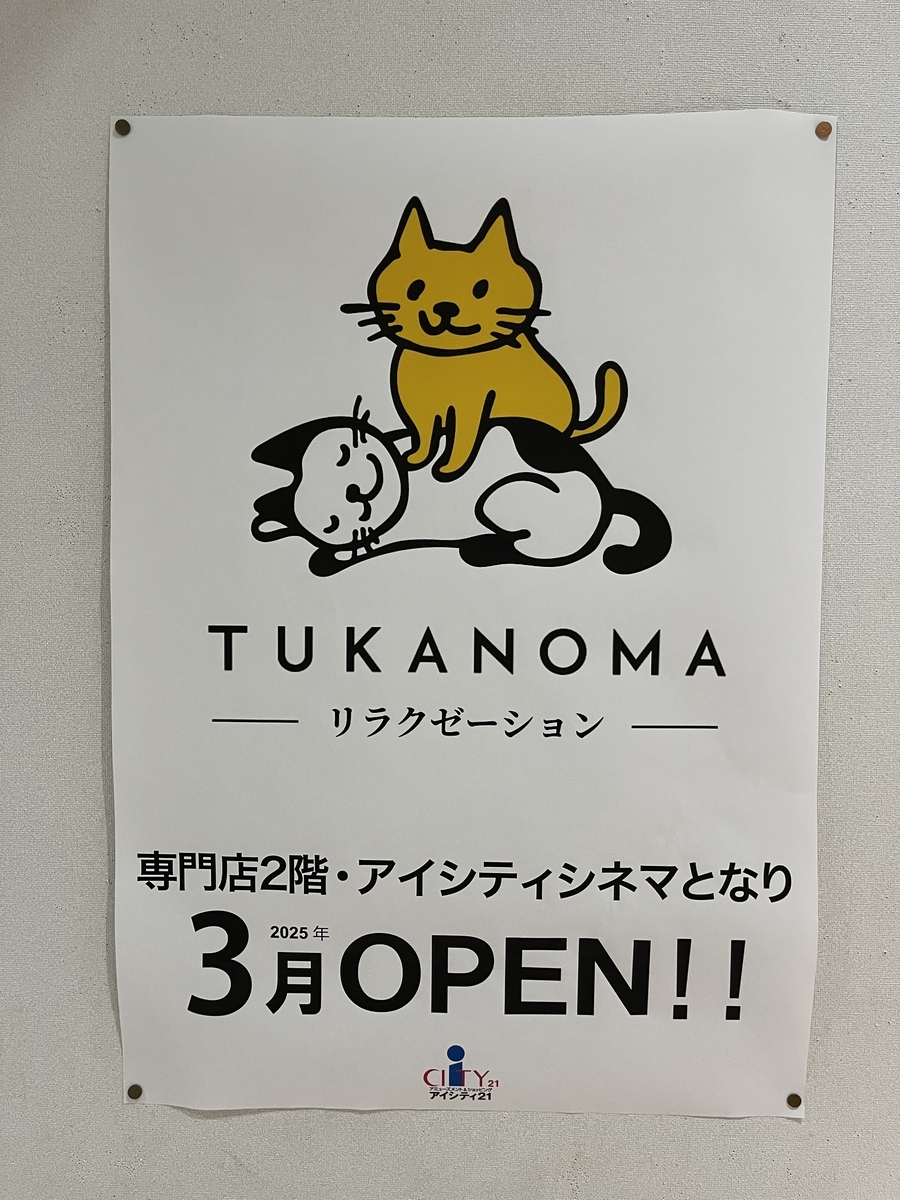 TUKANOMA
リラクゼーション
専門店2階・アイシティシネマとなり
2025年
3月OPEN!!
CITY21
アミューズメント&ショッピング
アイシティ21